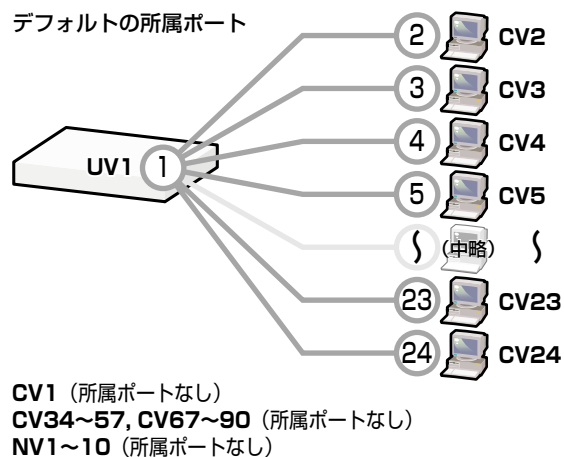 デフォルトの所属ポート
2 CV2
3 CV3
4 CV4
UV1 1
5 CV5
〜 (中略) 〜
23 CV23
24 CV24
CV1（所属ポートなし）
CV34〜57, CV67〜90（所属ポートなし）
NV1〜10（所属ポートなし）